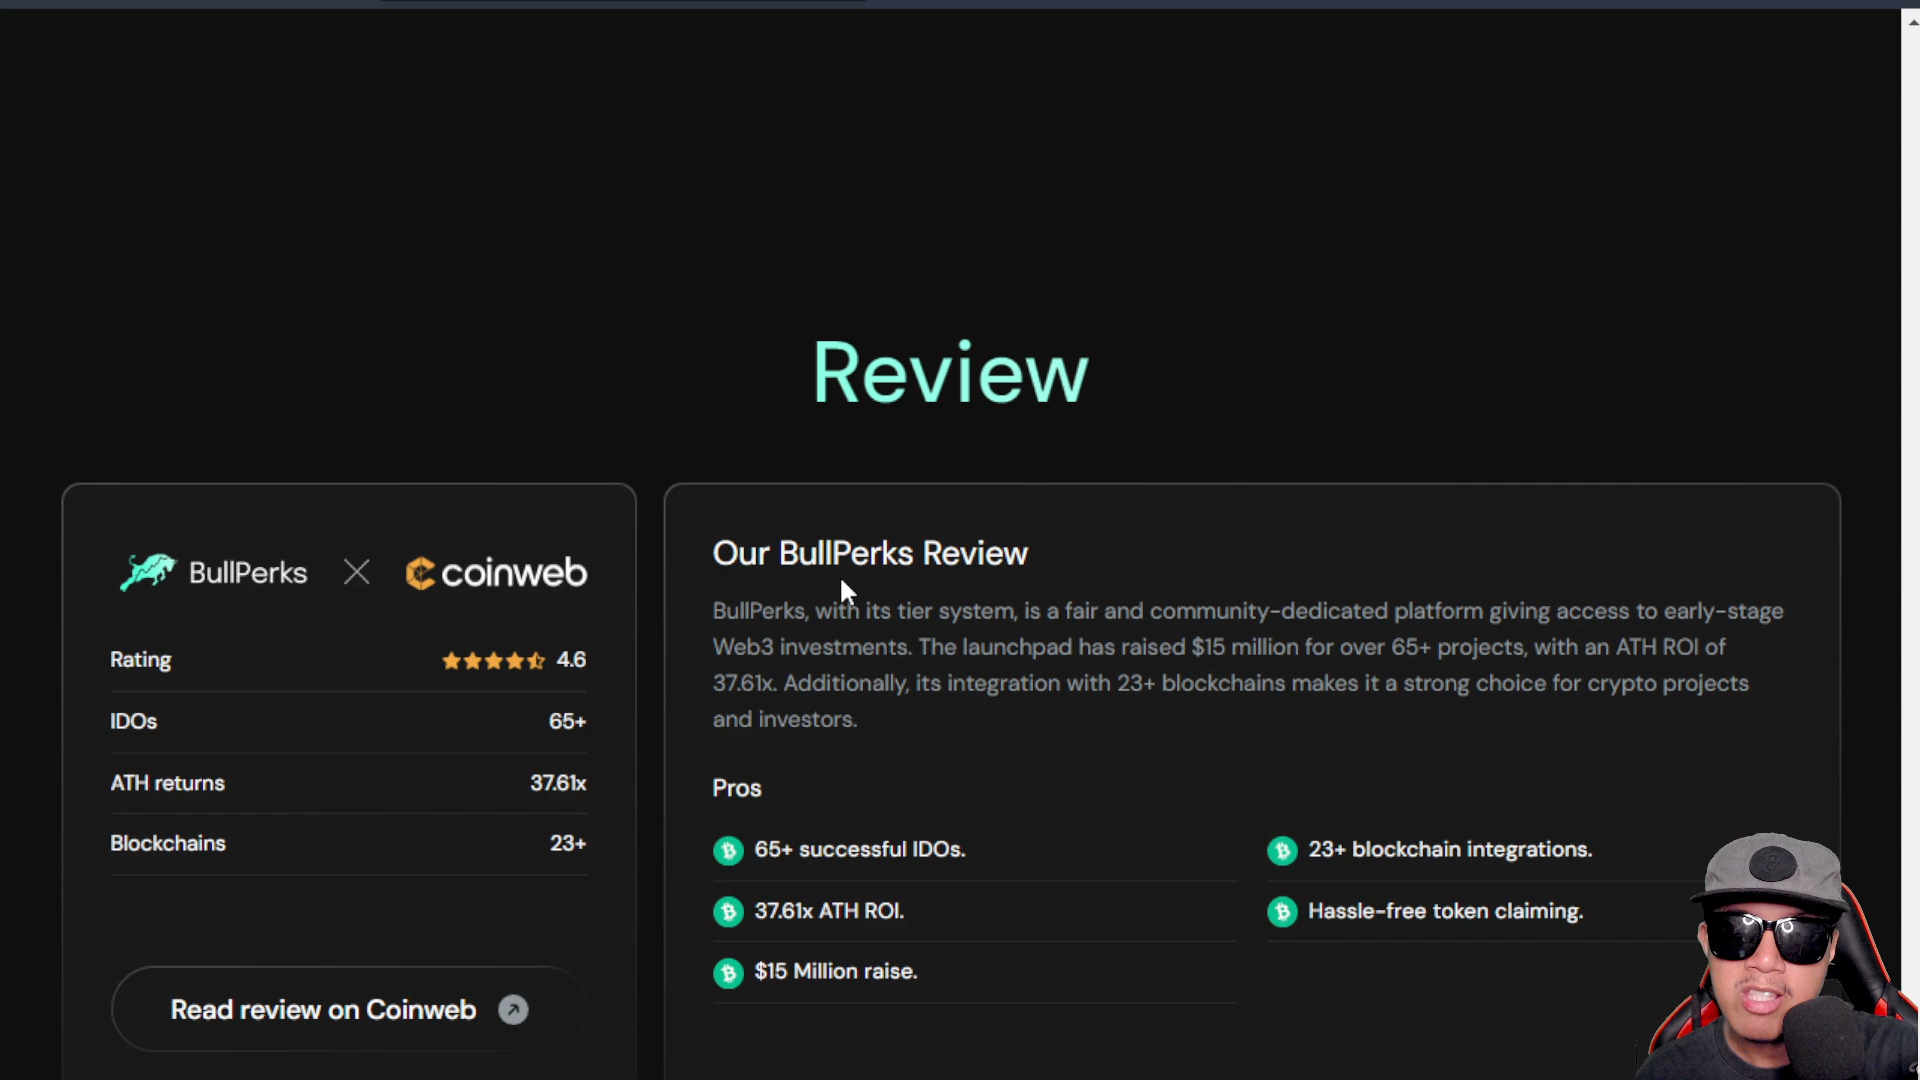 Review
BullPerks
coinweb
Rating 4.6
IDOs 65+
ATH returns 37.61x
Blockchains 23+
Read review on Coinweb
Our BullPerks Review
BullPerks, with its tier system, is a fair and community-dedicated platform giving access to early-stage
Web3 investments. The launchpad has raised $15 million for over 65+ projects, with an ATH ROI of
37.61x. Additionally, its integration with 23+ blockchains makes it a strong choice for crypto projects
and investors.
Pros
65+ successful IDOs.
23+ blockchain integrations.
37.61x ATH ROI.
Hassle-free token claiming.
$15 Million raise.